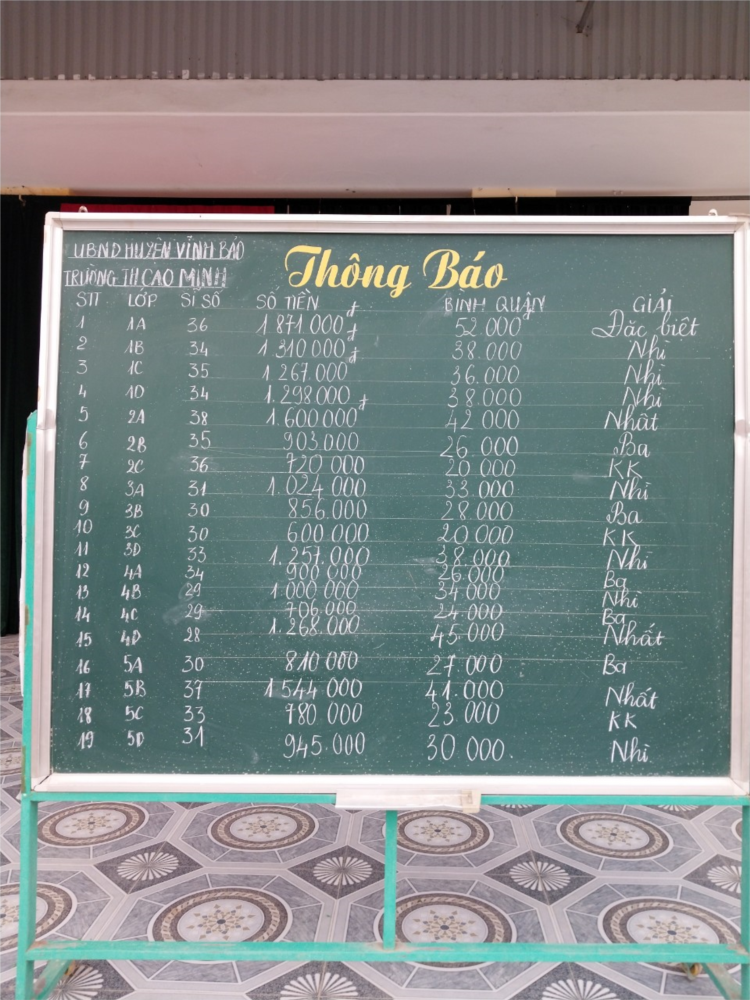 UBND HUYỆN VĨNH BẢO
TRƯỜNG TH CAO MINH
Thông Báo
STT LỚP SĨ SỐ SỐ TIỀN BÌNH QUÂN GIẢI
1 1A 36 1.871.000đ 52.000đ Đặc biệt
2 1B 34 1.310.000đ 38.000 Nhì
3 1C 35 1.267.000đ 36.000 Nhì
4 1D 34 1.298.000 38.000 Nhì
5 2A 38 1.600.000đ 42 000 Nhất
6 2B 35 903.000 26 000 Ba
7 2C 36 720 000 20 000 KK
8 3A 31 1.024 000 33 000 Nhì
9 3B 30 856.000 28 000 Ba
10 3C 30 600 000 20 000 KK
11 3D 33 1.257 000 38.000 Nhì
12 4A 34 900 000 26 000 Ba
13 4B 29 1 000 000 34 000 Nhì
14 4C 29 706.000 24.000 Ba
15 4D 28 1.268.000 45 000 Nhất
16 5A 30 810 000 27 000 Ba
17 5B 37 1 544 000 41.000 Nhất
18 5C 33 780 000 23 000 KK
19 5D 31 945.000 30 000. Nhì